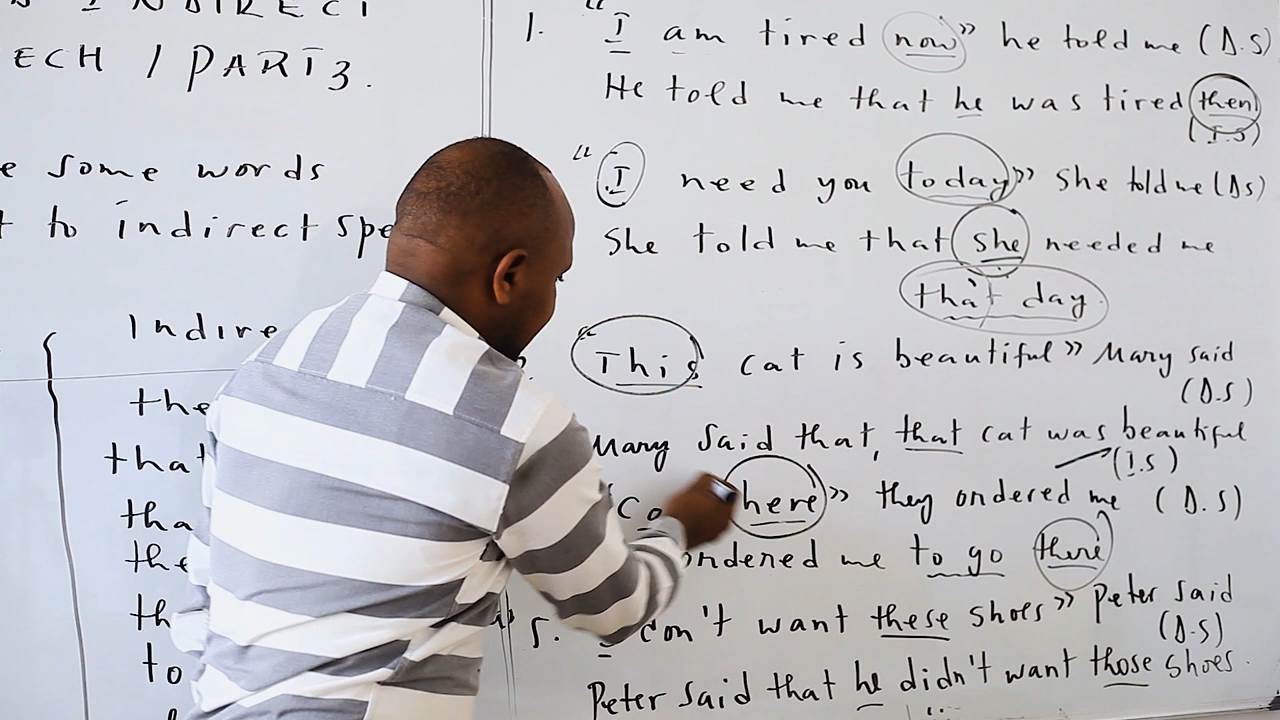 INDIRECT
ECH / PART 3.
some words
to indirect spe
Indire
the
that
tha
the
th
to
1. "I am tired now" he told me (D.S)
He told me that he was tired then
(I.S)
"I need you today" she told me (D.S)
She told me that she needed me
that day.
"This cat is beautiful" Mary said
(D.S)
Mary said that, that cat was beautiful
(I.S)
"Co here" they ordered me (D.S)
ordered me to go there
5. I don't want these shoes" Peter said
(D.S)
Peter said that he didn't want those shoes.